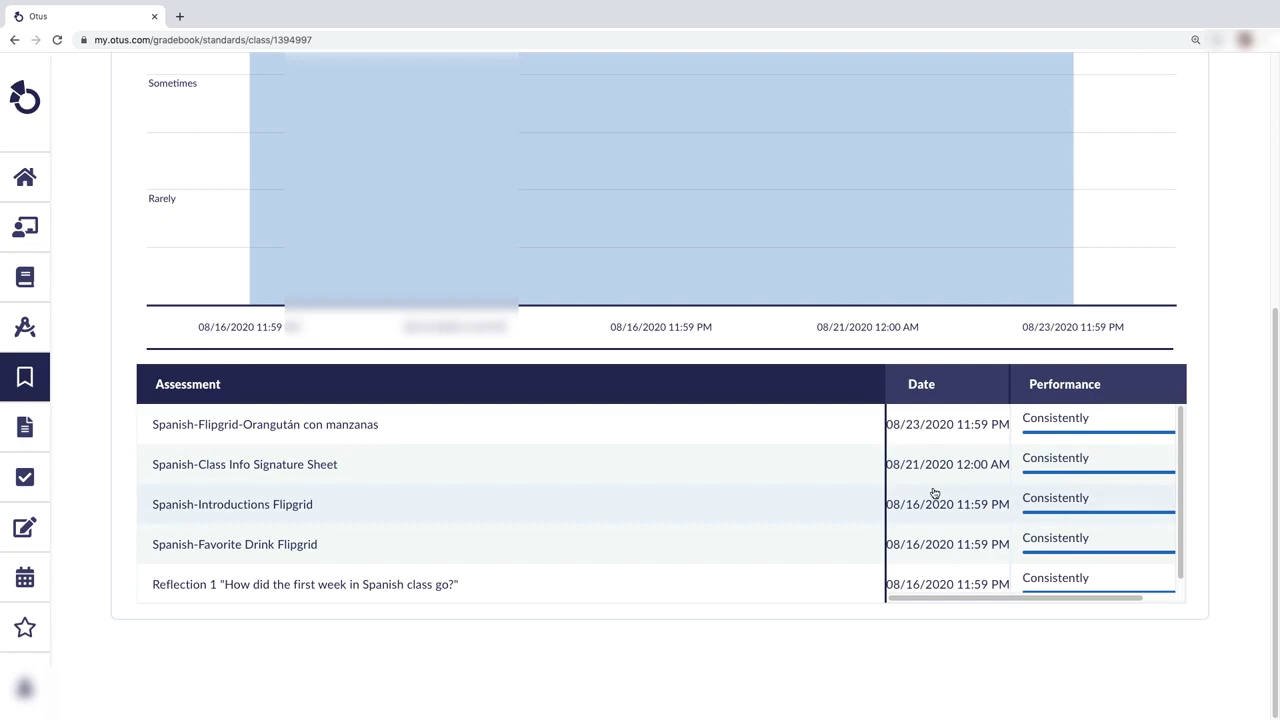 Otus
my.otus.com/gradebook/standards/class/1394997
Sometimes
Rarely
08/16/2020 11:59 08/16/2020 11:59 PM 08/21/2020 12:00 AM 08/23/2020 11:59 PM
Assessment Date Performance
Spanish-Flipgrid-Orangután con manzanas 08/23/2020 11:59 PM Consistently
Spanish-Class Info Signature Sheet 08/21/2020 12:00 AM Consistently
Spanish-Introductions Flipgrid 08/16/2020 11:59 PM Consistently
Spanish-Favorite Drink Flipgrid 08/16/2020 11:59 PM Consistently
Reflection 1 "How did the first week in Spanish class go?" 08/16/2020 11:59 PM Consistently